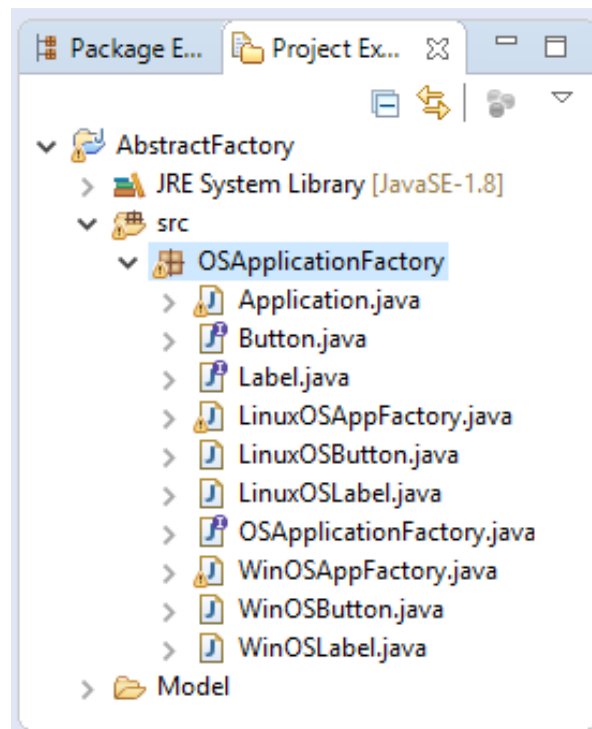 Package E... Project Ex...
AbstractFactory
JRE System Library [JavaSE-1.8]
src
OSApplicationFactory
Application.java
Button.java
Label.java
LinuxOSAppFactory.java
LinuxOSButton.java
LinuxOSLabel.java
OSApplicationFactory.java
WinOSAppFactory.java
WinOSButton.java
WinOSLabel.java
Model